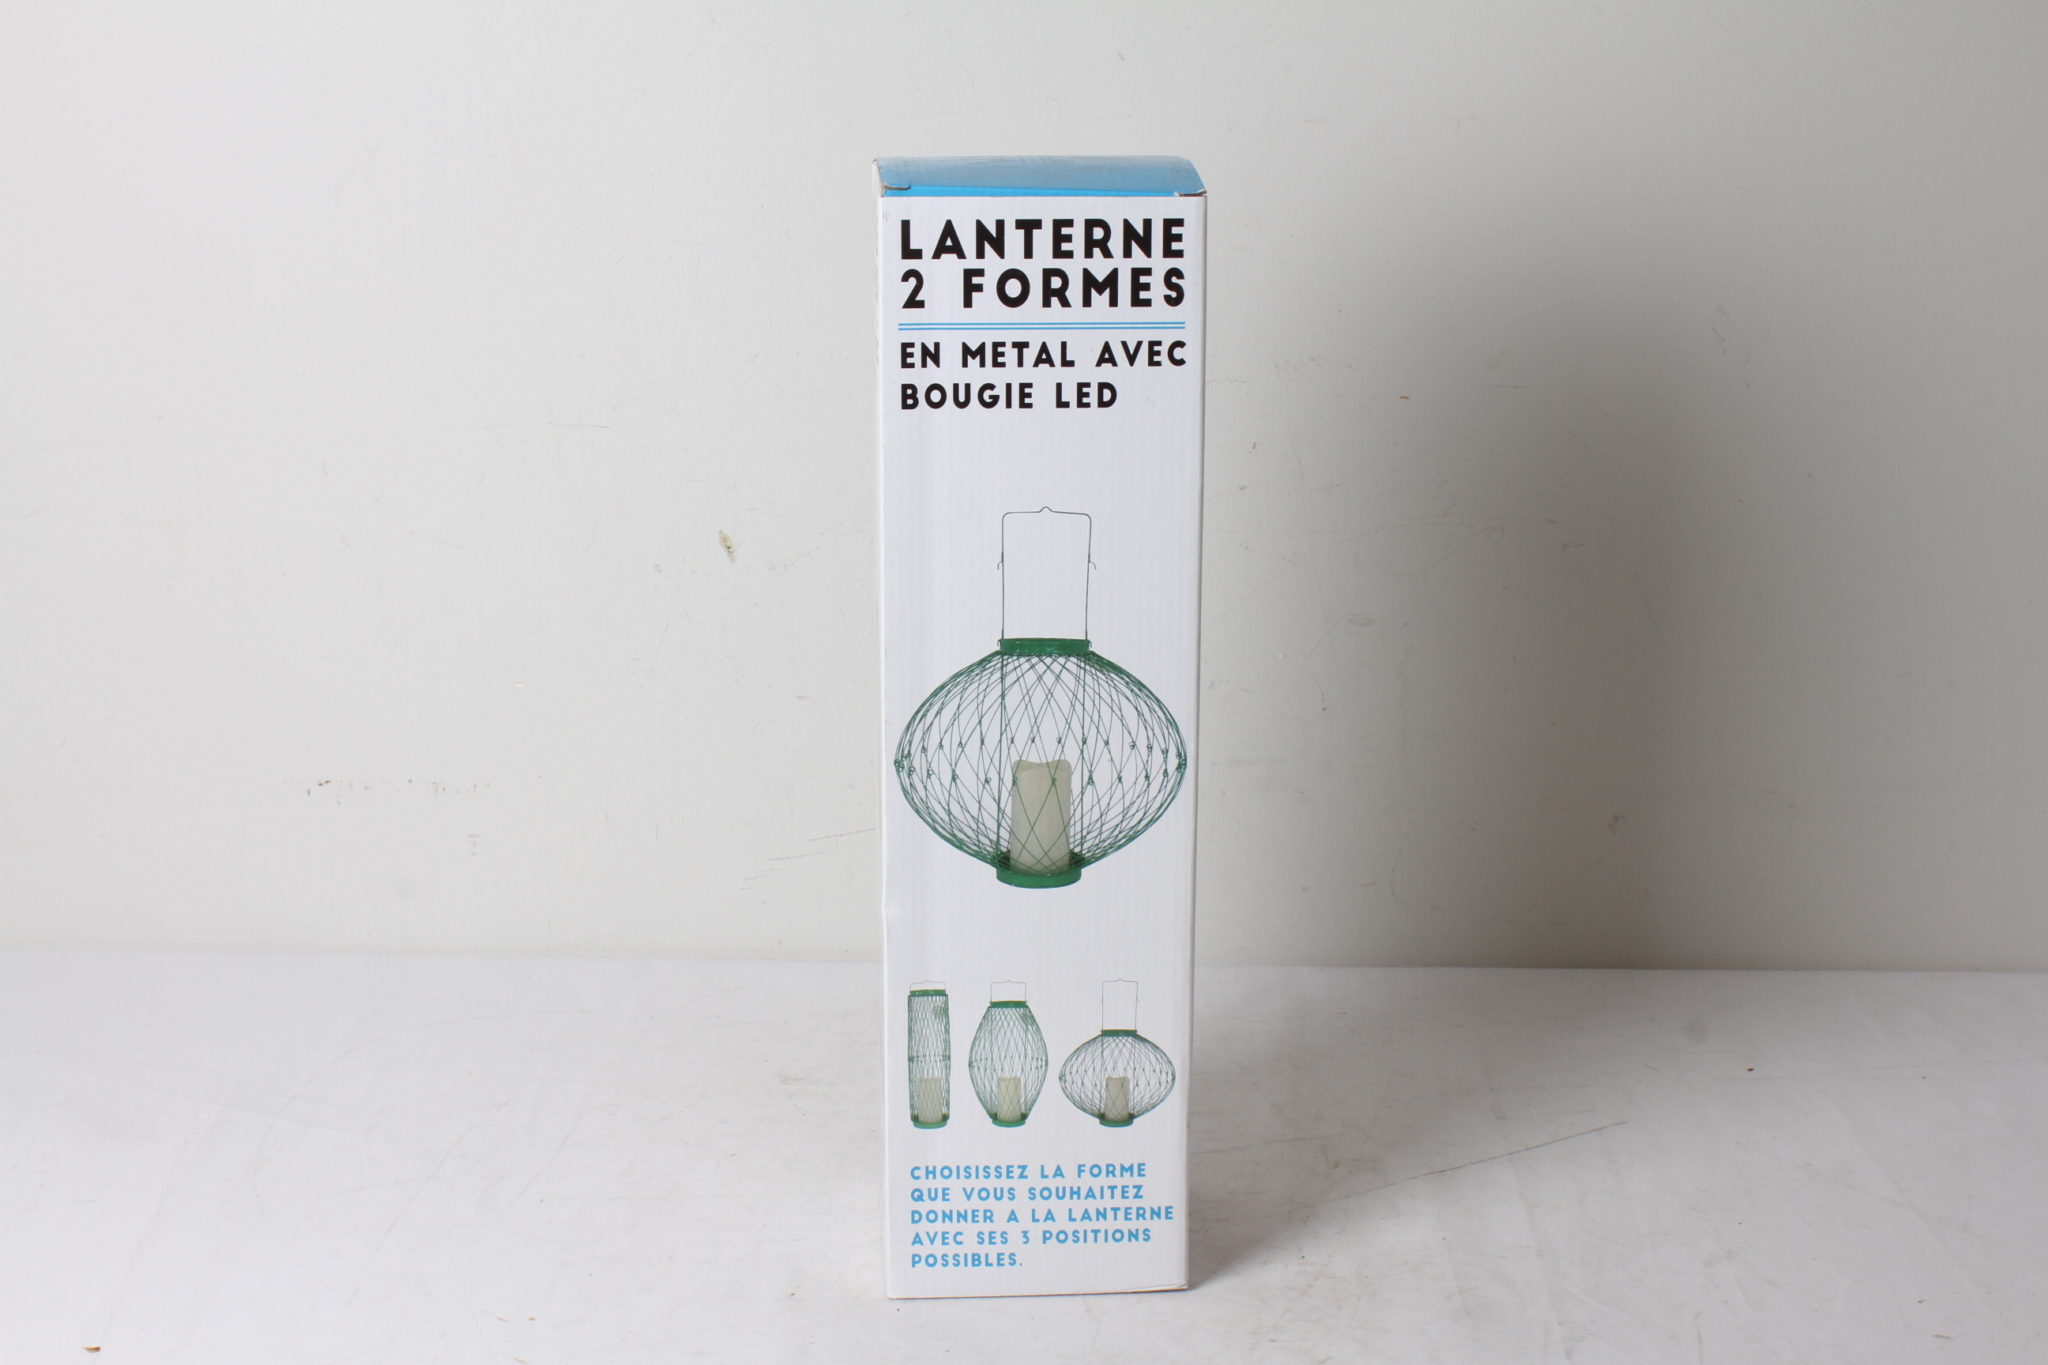 LANTERNE
2 FORMES
EN METAL AVEC
BOUGIE LED
CHOISISSEZ LA FORME
QUE VOUS SOUHAITEZ
DONNER A LA LANTERNE
AVEC SES 3 POSITIONS
POSSIBLES.